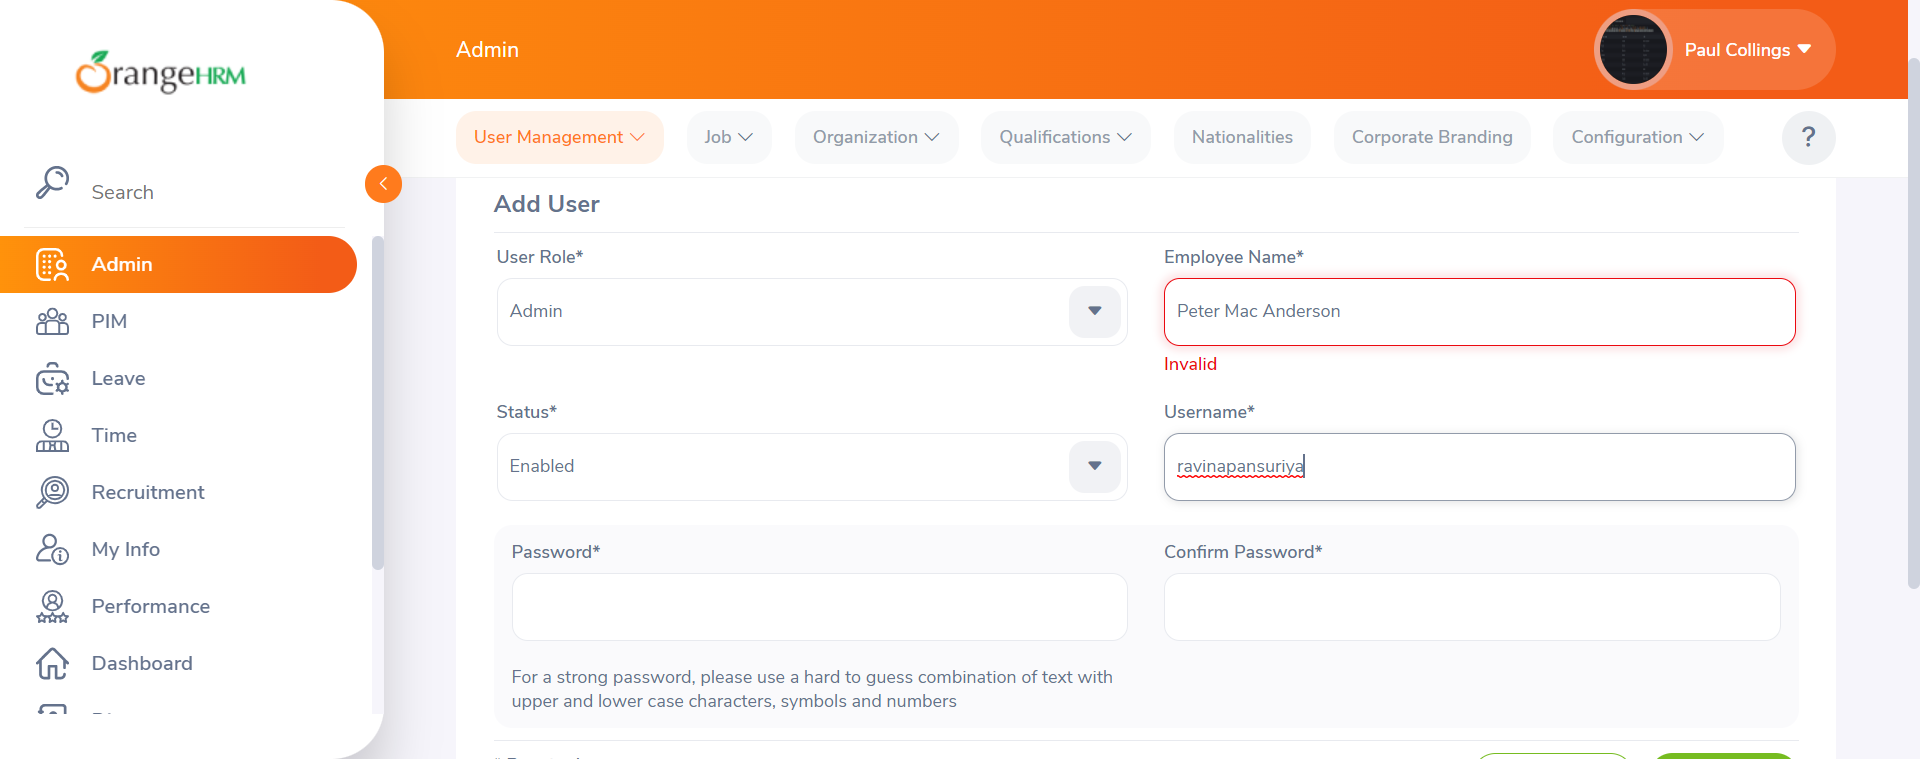 OrangeHRM
Admin
Paul Collings
User Management
Job
Organization
Qualifications
Nationalities
Corporate Branding
Configuration
?
Search
Admin
PIM
Leave
Time
Recruitment
My Info
Performance
Dashboard
Add User
User Role*
Admin
Employee Name*
Peter Mac Anderson
Invalid
Status*
Enabled
Username*
ravinapansuriya
Password*
Confirm Password*
For a strong password, please use a hard to guess combination of text with
upper and lower case characters, symbols and numbers